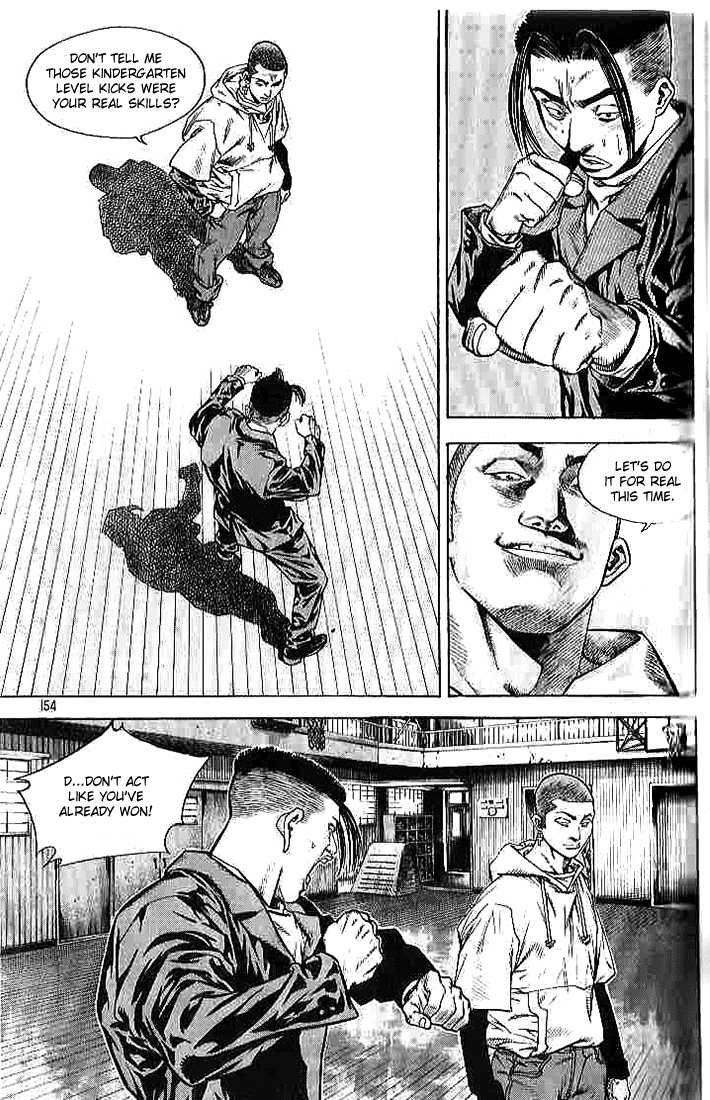 DON'T TELL ME
THOSE KINDERGARTEN
LEVEL KICKS WERE
YOUR REAL SKILLS?
LET'S DO
IT FOR REAL
THIS TIME.
154
D...DON'T ACT
LIKE YOU'VE
ALREADY WON!